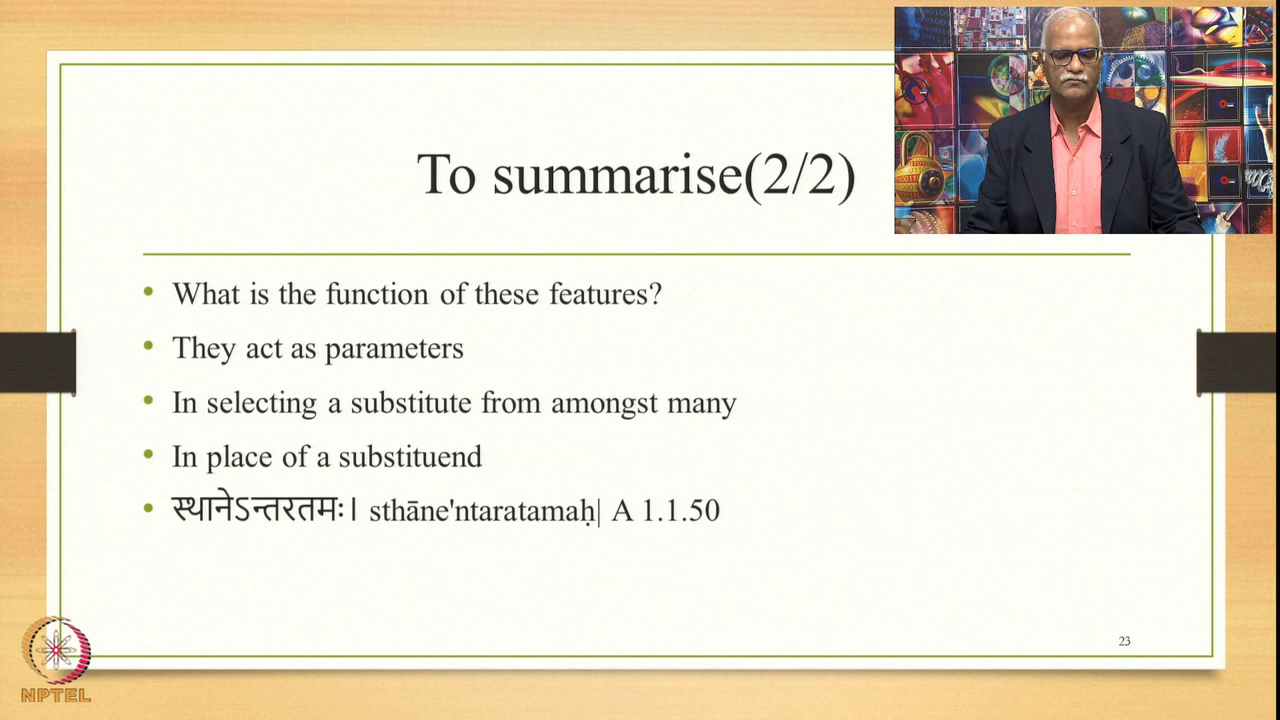 To summarise(2/2)
• What is the function of these features?
• They act as parameters
• In selecting a substitute from amongst many
• In place of a substituend
• स्थानेऽन्तरतमः। sthāne'ntaratamaḥ| A 1.1.50
23
NPTEL